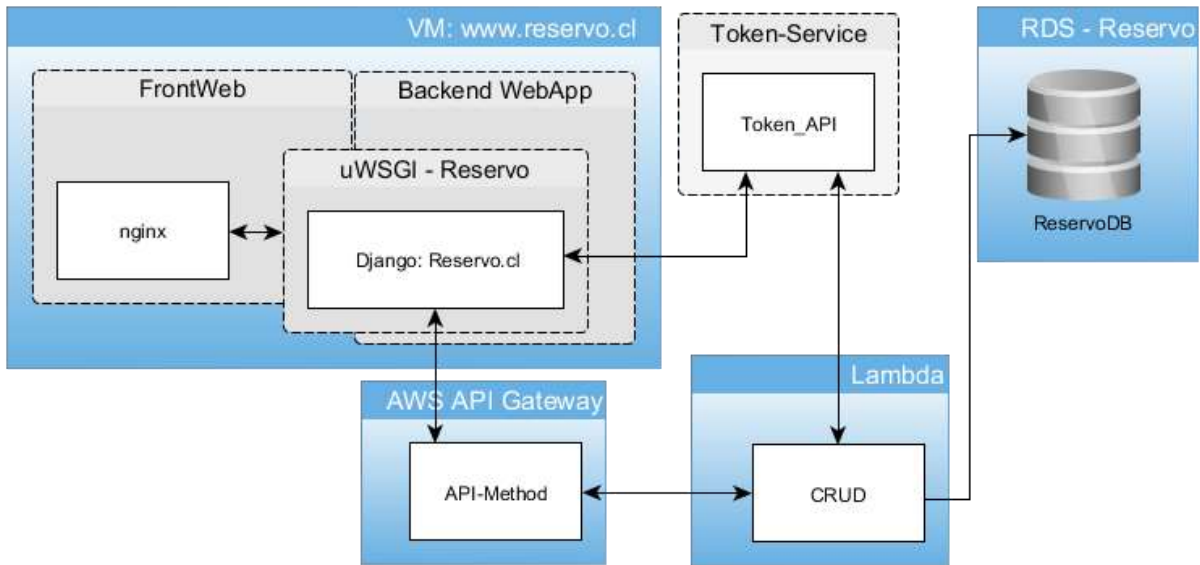 VM: www.reservo.cl
FrontWeb
Backend WebApp
uWSGI - Reservo
nginx
Django: Reservo.cl
Token-Service
Token_API
RDS - Reservo
ReservoDB
AWS API Gateway
API-Method
Lambda
CRUD